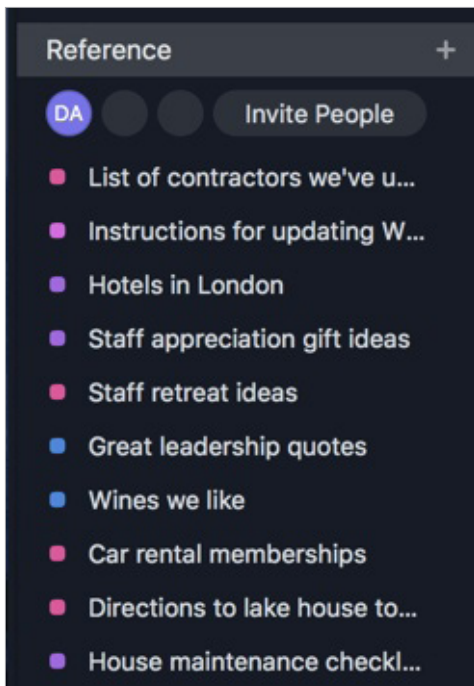 Reference +
DA Invite People
List of contractors we've u...
Instructions for updating W...
Hotels in London
Staff appreciation gift ideas
Staff retreat ideas
Great leadership quotes
Wines we like
Car rental memberships
Directions to lake house to...
House maintenance checkl...